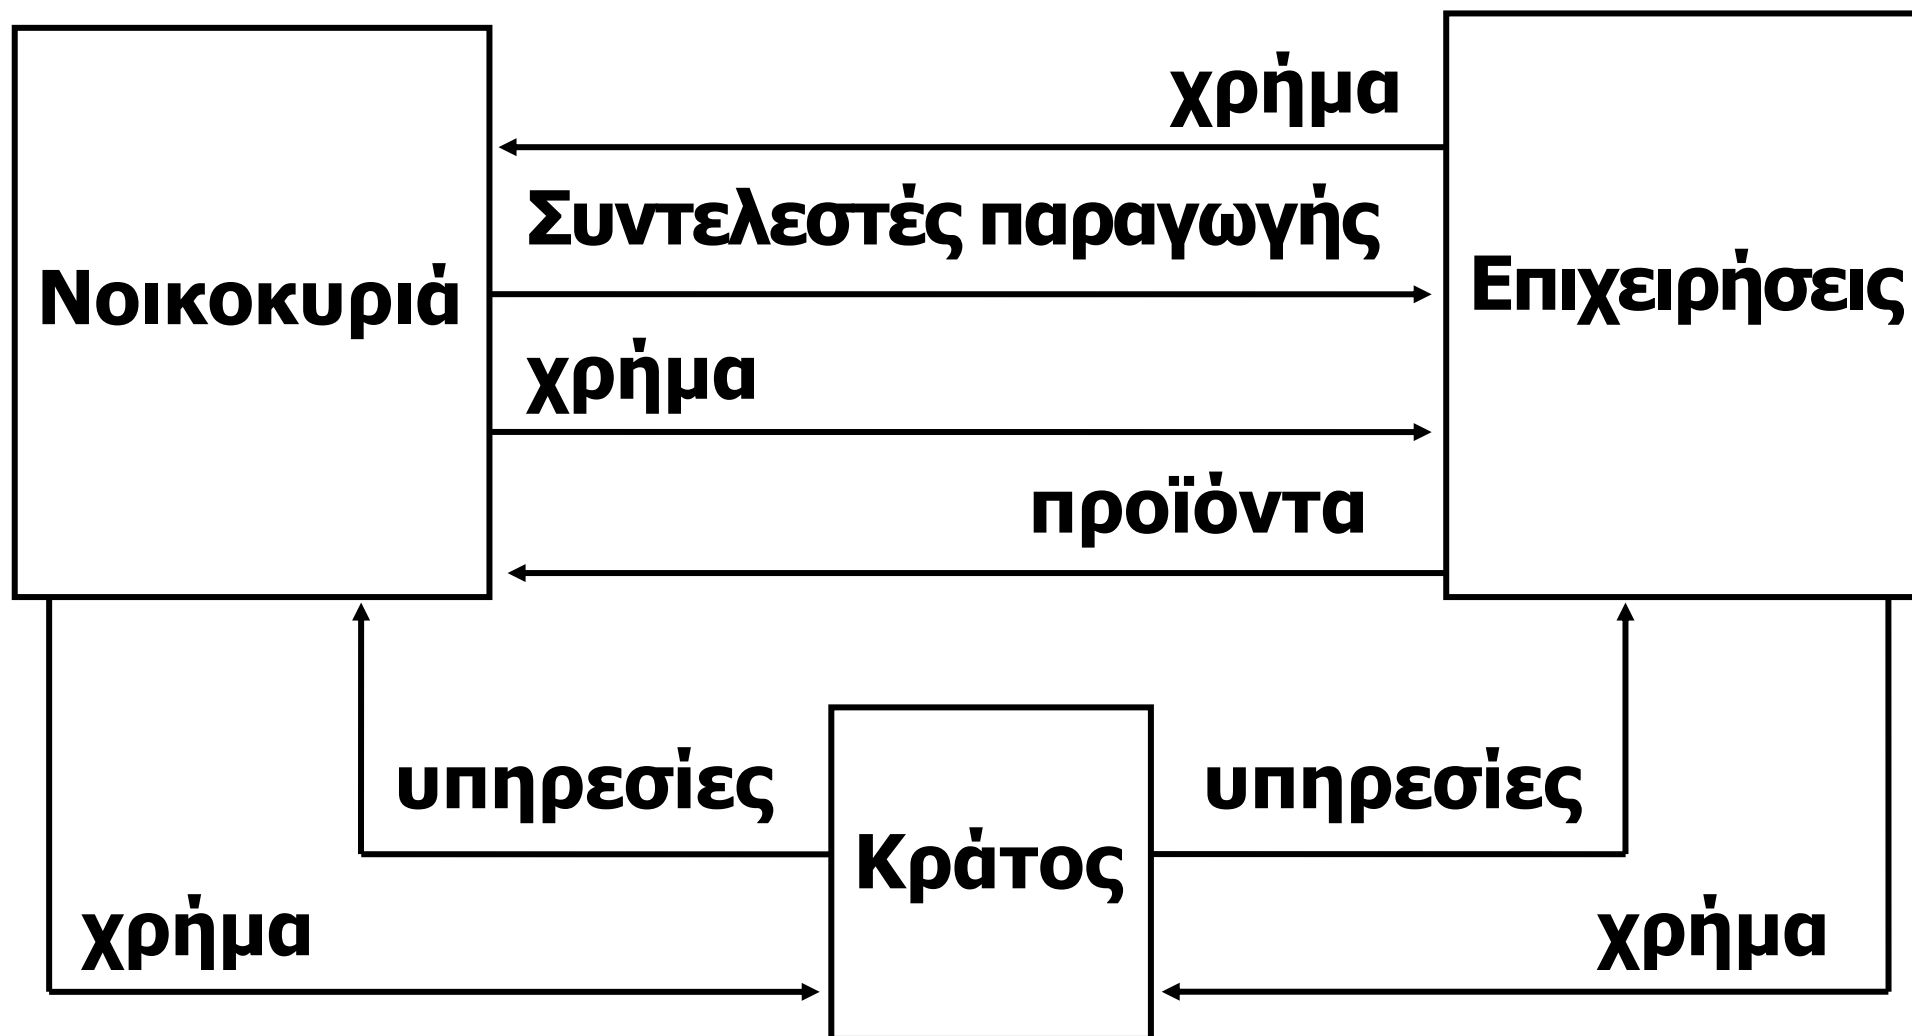 χρήμα
Συντελεστές παραγωγής
Νοικοκυριά
Επιχειρήσεις
χρήμα
προϊόντα
υπηρεσίες
υπηρεσίες
Κράτος
χρήμα
χρήμα